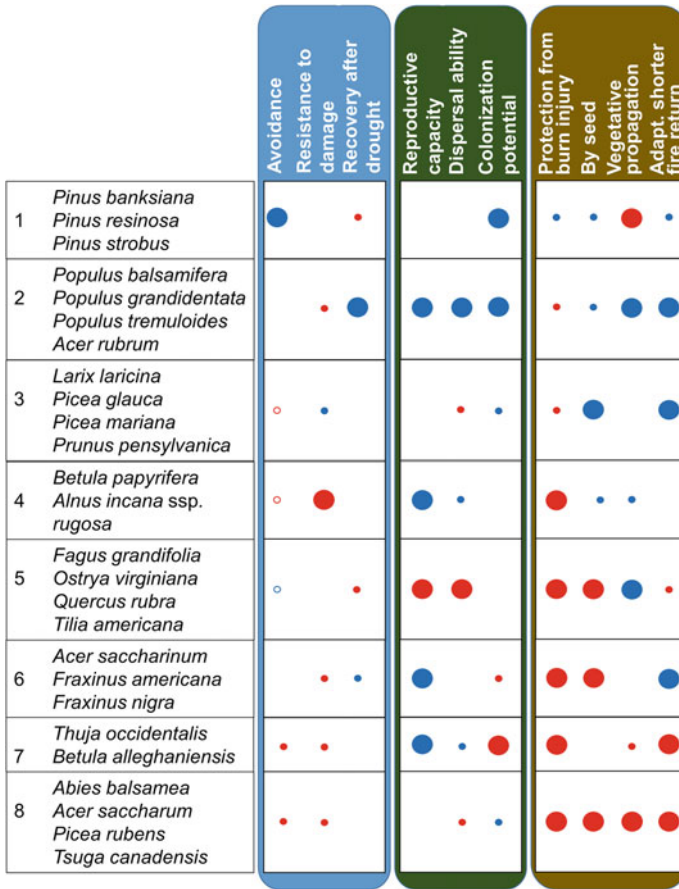 Avoidance
Resistance to
damage
Recovery after
drought
Reproductive
capacity
Dispersal ability
Colonization
potential
Protection from
burn injury
By seed
Vegetative
propagation
Adapt. shorter
fire return
1
Pinus banksiana
Pinus resinosa
Pinus strobus
2
Populus balsamifera
Populus grandidentata
Populus tremuloides
Acer rubrum
3
Larix laricina
Picea glauca
Picea mariana
Prunus pensylvanica
4
Betula papyrifera
Alnus incana ssp.
rugosa
5
Fagus grandifolia
Ostrya virginiana
Quercus rubra
Tilia americana
6
Acer saccharinum
Fraxinus americana
Fraxinus nigra
7
Thuja occidentalis
Betula alleghaniensis
8
Abies balsamea
Acer saccharum
Picea rubens
Tsuga canadensis